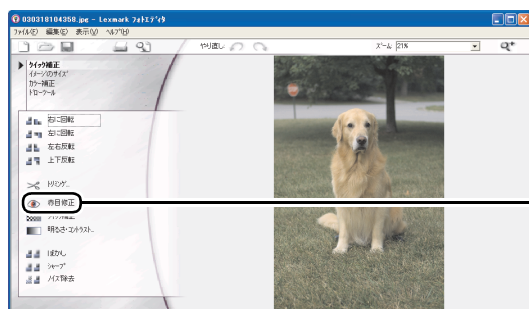 030318104358.jpg - Lexmark フォトエディタ
ファイル(F) 編集(E) 表示(V) ヘルプ(H)
やり直し
ズーム 21%
クイック補正
イメージのサイズ
カラー補正
ドローツール
右に回転
左に回転
左右反転
上下反転
トリミング...
赤目修正
明るさ・コントラスト...
ぼかし
シャープ
ノイズ除去